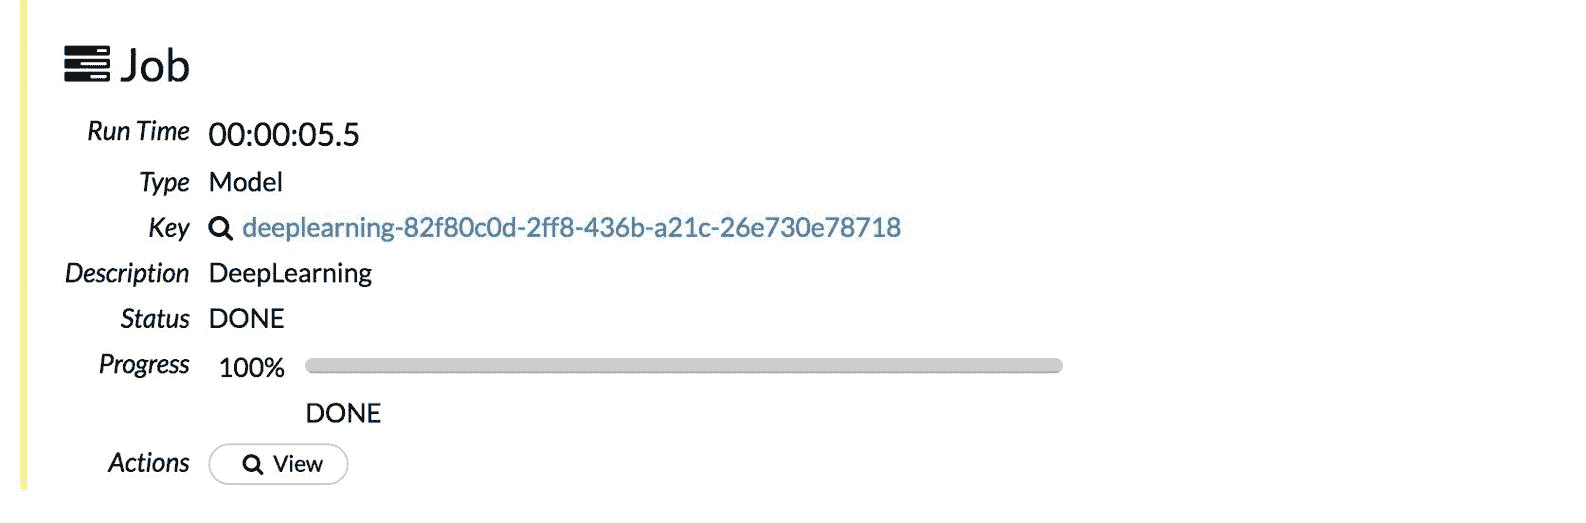 Job
Run Time 00:00:05.5
Type Model
Key deeplearning-82f80c0d-2ff8-436b-a21c-26e730e78718
Description DeepLearning
Status DONE
Progress 100%
DONE
Actions View